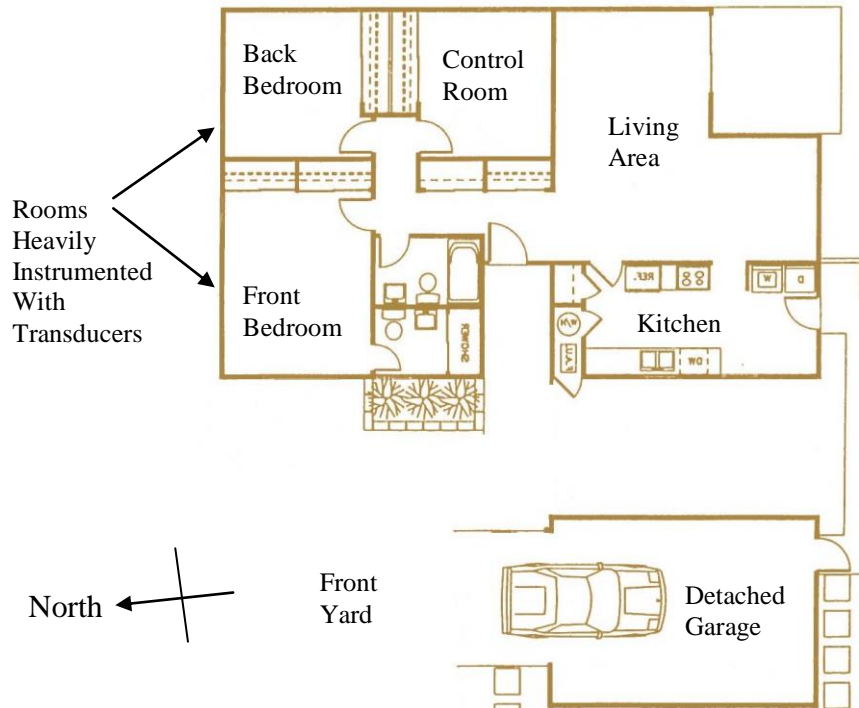 Back
Bedroom
Control
Room
Living
Area
Rooms
Heavily
Instrumented
With
Transducers
Front
Bedroom
REF.
W
D
Kitchen
W/H
SHOWER
DW
North
Front
Yard
Detached
Garage